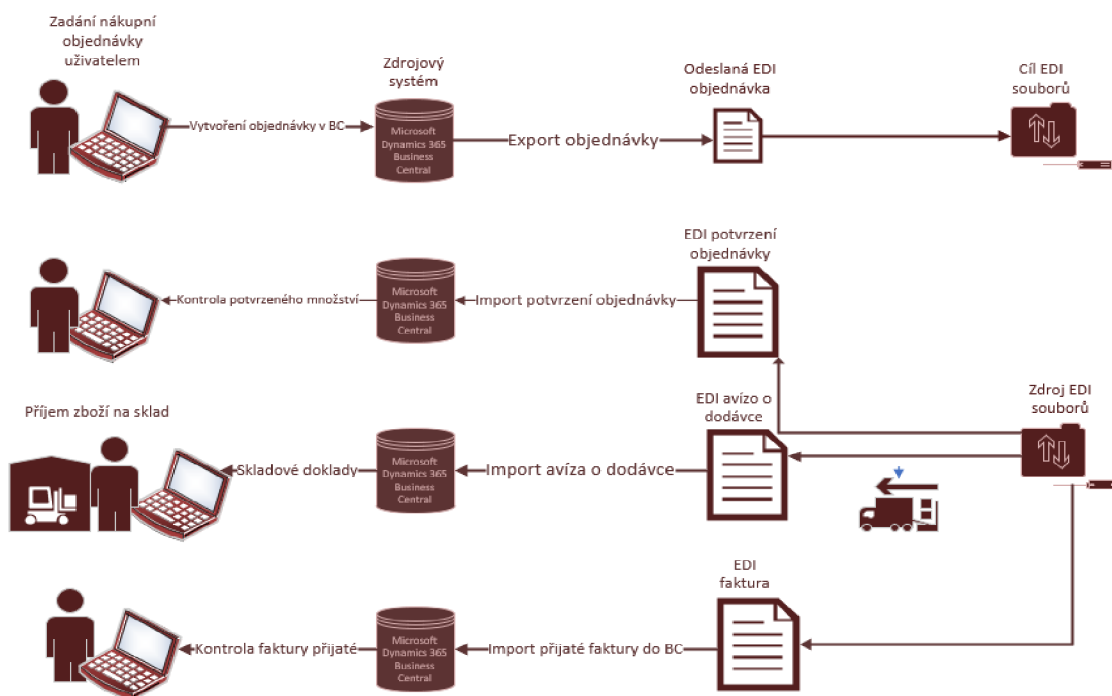 Zadání nákupní
objednávky
uživatelem
Zdrojový
systém
Odeslaná EDI
objednávka
Cíl EDI
souborů
Vytvoření objednávky v BC
Microsoft
Dynamics 365
Business
Central
Export objednávky
EDI potvrzení
objednávky
Kontrola potvrzeného množství
Microsoft
Dynamics 365
Business
Central
Import potvrzení objednávky
Příjem zboží na sklad
EDI avízo o
dodávce
Zdroj EDI
souborů
Skladové doklady
Microsoft
Dynamics 365
Business
Central
Import avíza o dodávce
EDI
faktura
Kontrola faktury přijaté
Microsoft
Dynamics 365
Business
Central
Import přijaté faktury do BC